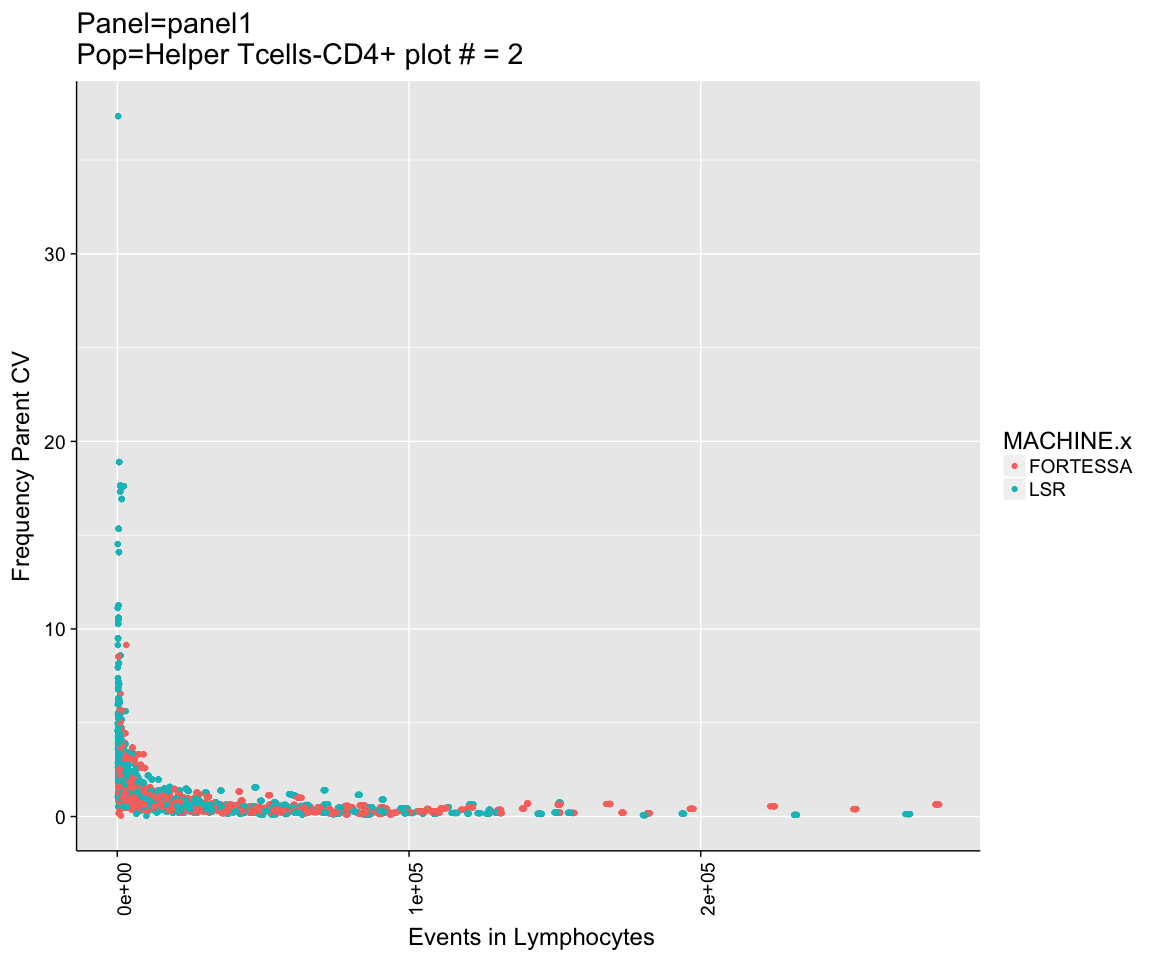 Panel=panel1
Pop=Helper Tcells-CD4+ plot # = 2
Frequency Parent CV
30
20
10
0
0e+00
1e+05
2e+05
Events in Lymphocytes
MACHINE.x
FORTESSA
LSR